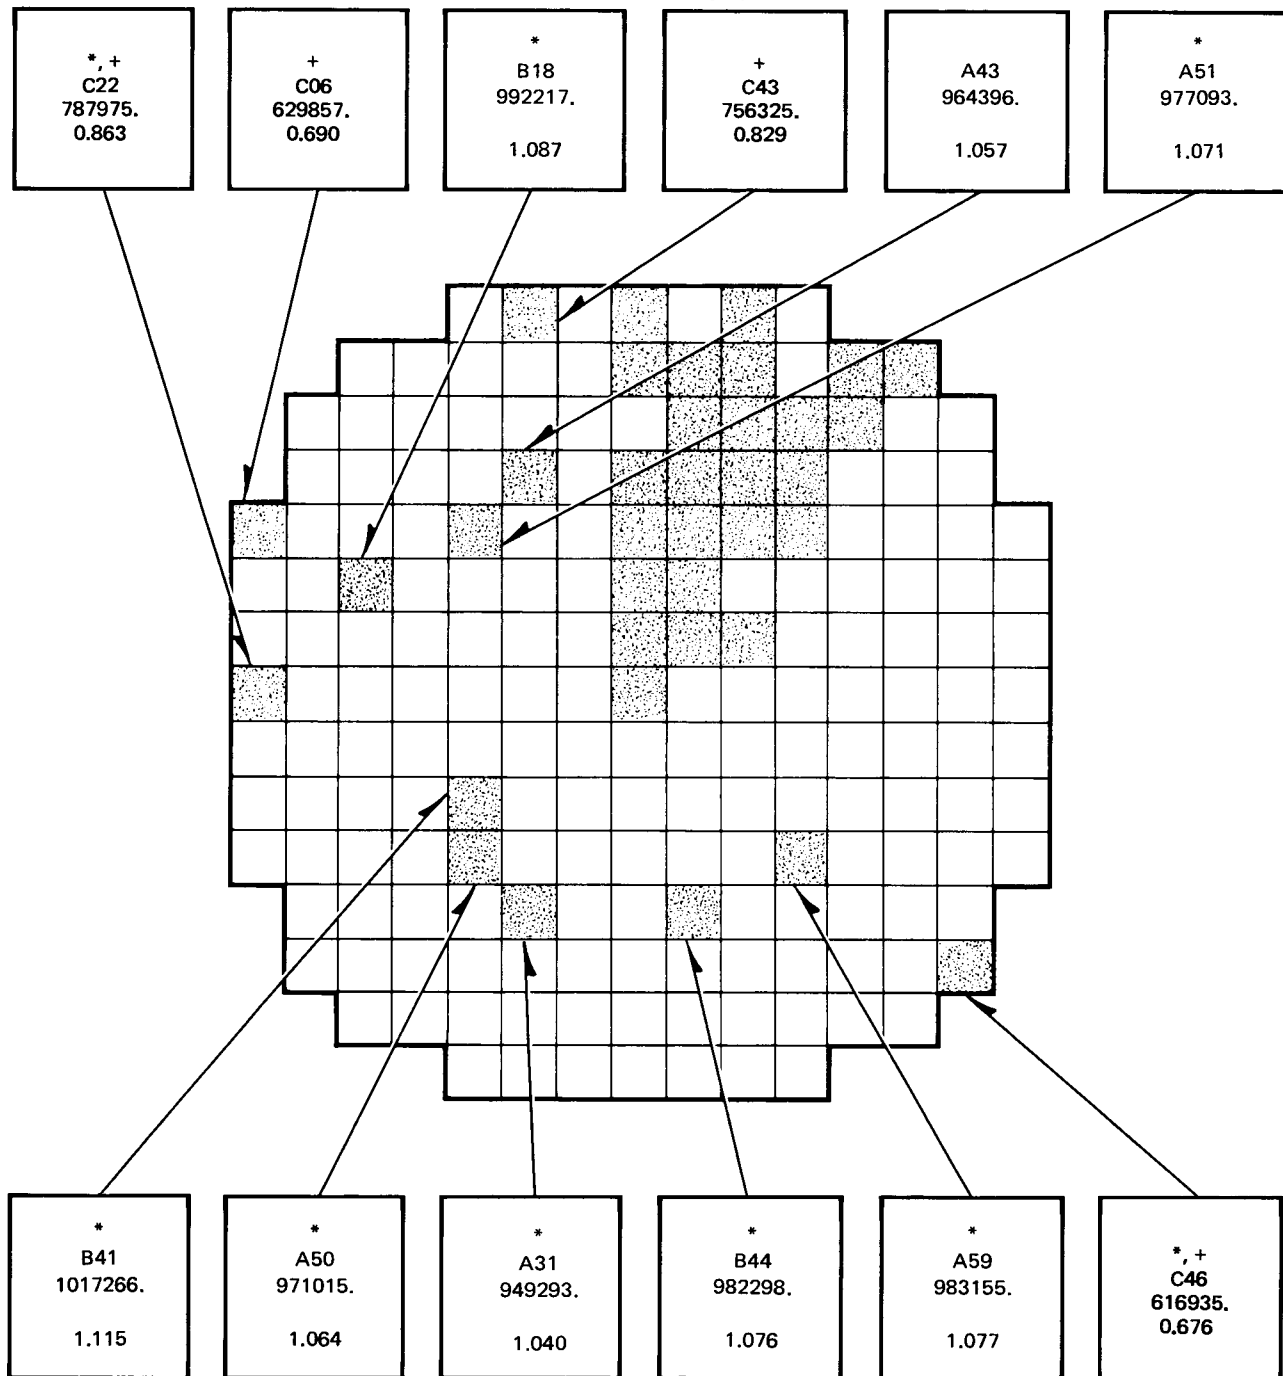 *, +
C22
787975.
0.863
+
C06
629857.
0.690
*
B18
992217.
1.087
+
C43
756325.
0.829
A43
964396.
1.057
*
A51
977093.
1.071
*
B41
1017266.
1.115
*
A50
971015.
1.064
*
A31
949293.
1.040
*
B44
982298.
1.076
*
A59
983155.
1.077
*, +
C46
616935.
0.676